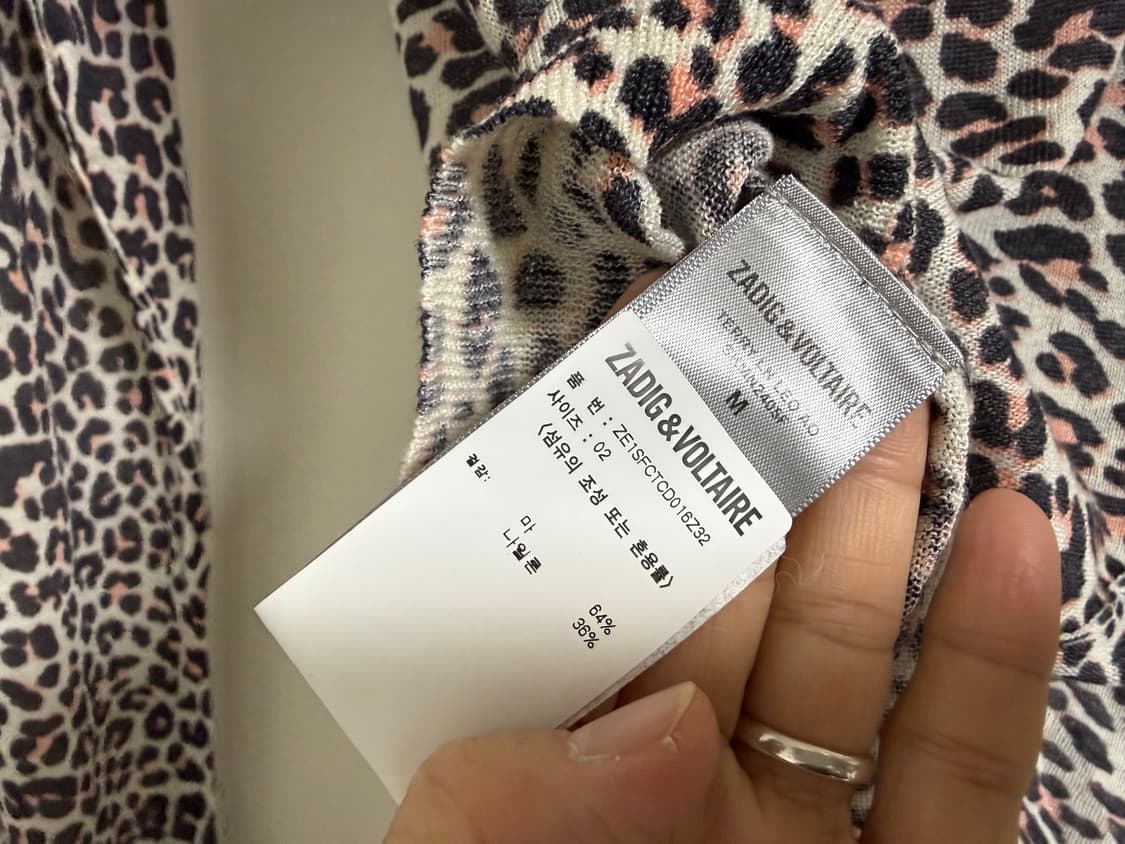 ZADIG&VOLTAIRE
M
ZADIG&VOLTAIRE
품 번 : ZE1SFCTCD016Z32
사이즈 : 02
<섬유의 조성 또는 혼용률>
겉감:
마 64%
나일론 36%